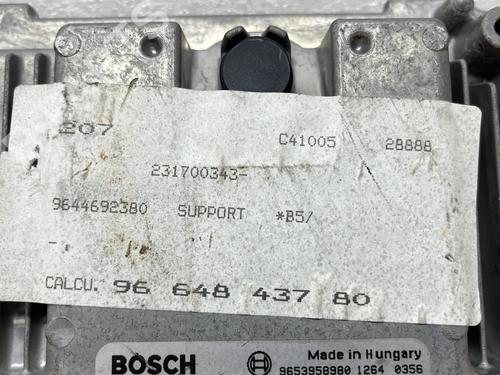 207 C41005 28888
231700343-
9644692380 SUPPORT *B5/
-
CALCU. 96 648 437 80
BOSCH Made in Hungary
9653958980 1264 0356